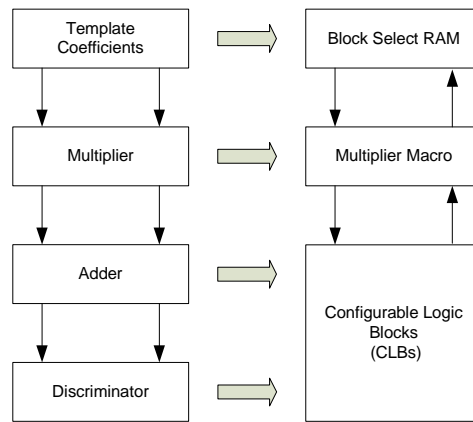 Template
Coefficients
Block Select RAM
Multiplier
Multiplier Macro
Adder
Configurable Logic
Blocks
(CLBs)
Discriminator